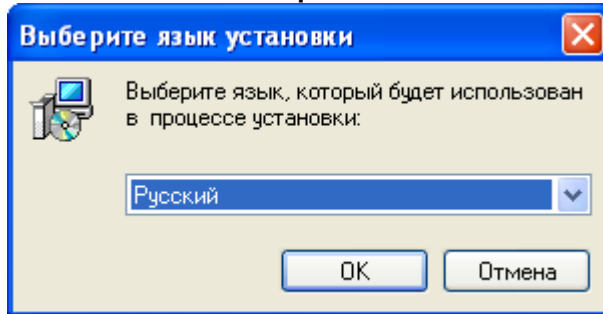 Выберите язык установки
Выберите язык, который будет использован
в процессе установки:
Русский
OK
Отмена